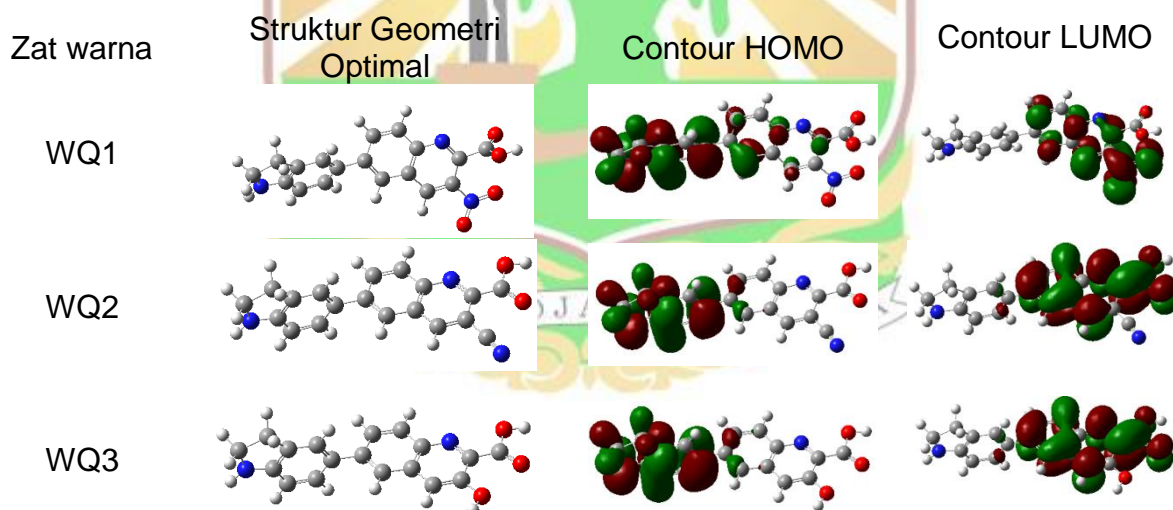 Zat warna
Struktur Geometri
Optimal
Contour HOMO
Contour LUMO
WQ1
WQ2
WQ3